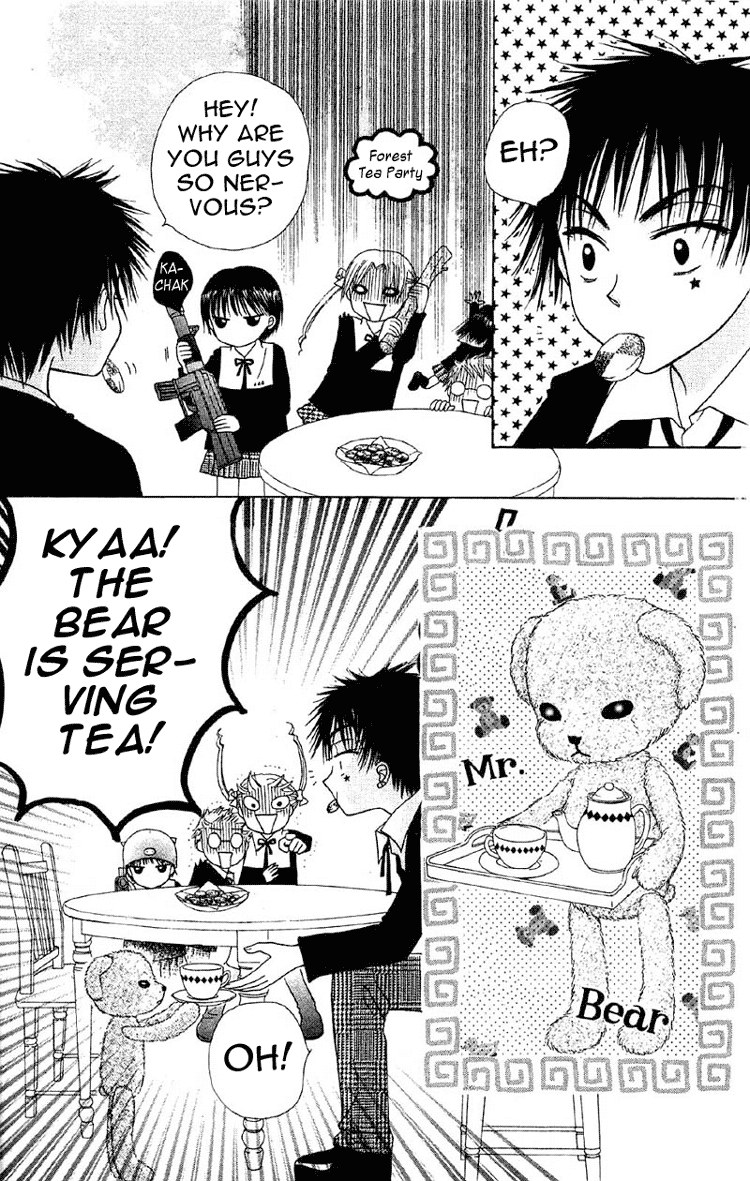 EH?
Forest
Tea Party
HEY!
WHY ARE
YOU GUYS
SO NER-
VOUS?
KA-
CHAK
Mr.
Bear
KYAA!
THE
BEAR
IS SER-
VING
TEA!
OH!